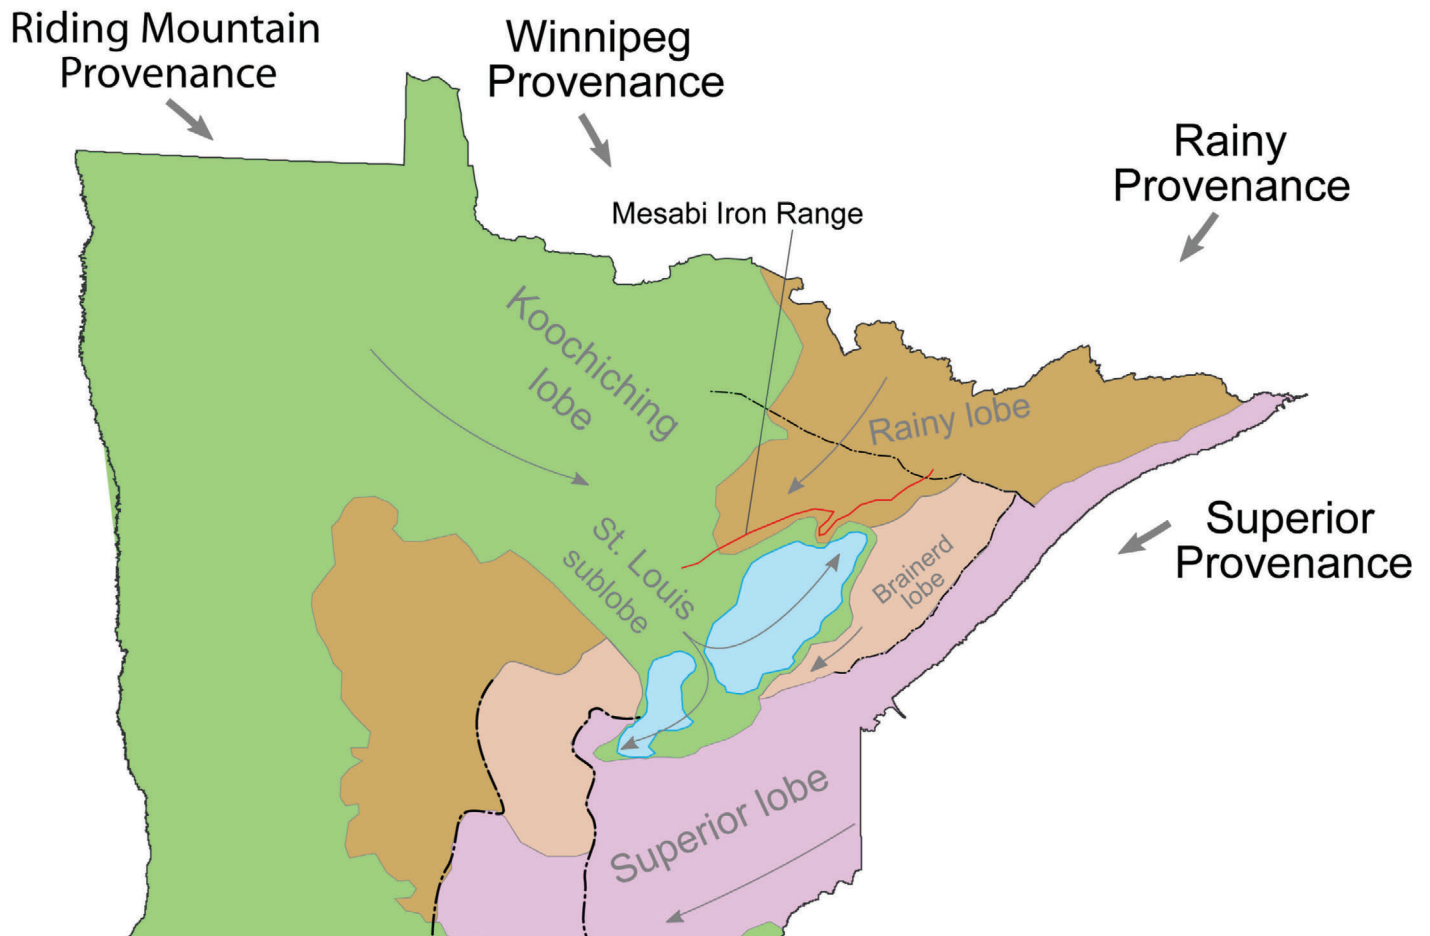 Riding Mountain
Provenance
Winnipeg
Provenance
Rainy
Provenance
Mesabi Iron Range
Koochiching
lobe
Rainy lobe
Superior
Provenance
St. Louis
sublobe
Brainerd
lobe
Superior lobe